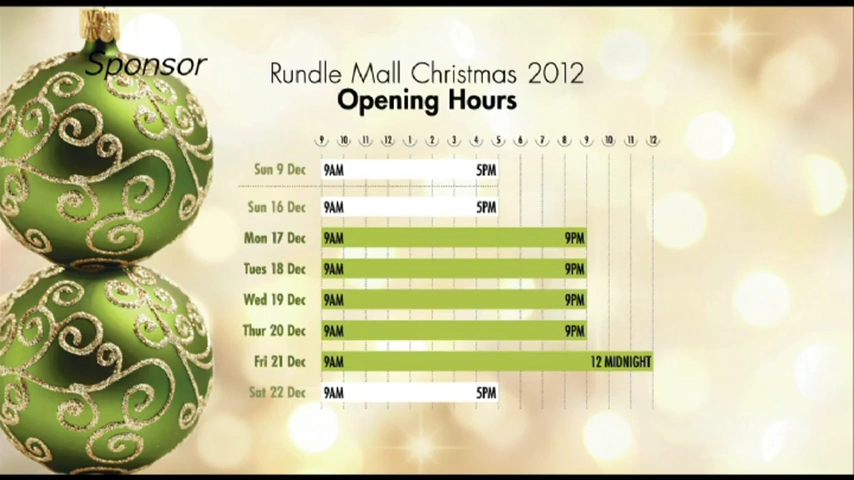 Sponsor
Rundle Mall Christmas 2012
Opening Hours
9 10 11 12 1 2 3 4 5 6 7 8 9 10 11 12
Sun 9 Dec 9AM 5PM
Sun 16 Dec 9AM 5PM
Mon 17 Dec 9AM 9PM
Tues 18 Dec 9AM 9PM
Wed 19 Dec 9AM 9PM
Thur 20 Dec 9AM 9PM
Fri 21 Dec 9AM 12 MIDNIGHT
Sat 22 Dec 9AM 5PM